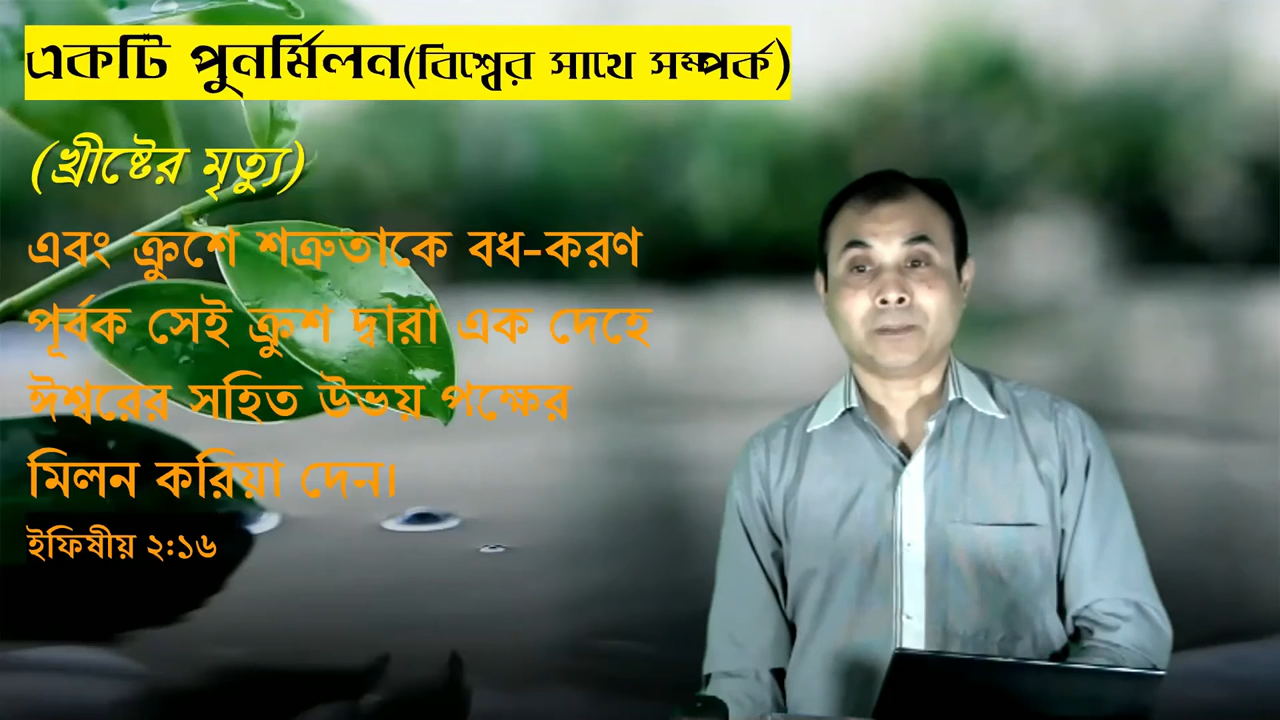 একটি পুনর্মিলন(বিশ্বের সাথে সম্পর্ক)
(খ্রীষ্টের মৃত্যু)
এবং ক্রুশে শত্রুতাকে বধ-করণ
পূর্বক সেই ক্রুশ দ্বারা এক দেহে
ঈশ্বরের সহিত উভয় পক্ষের
মিলন করিয়া দেন।
ইফিষীয় ২:১৬